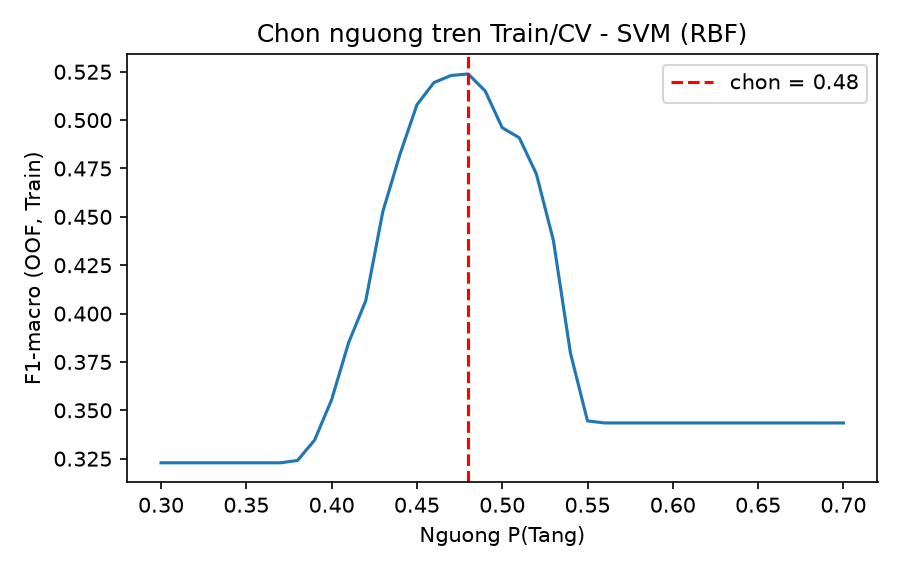 Chon nguong tren Train/CV - SVM (RBF)
chon = 0.48
F1-macro (OOF, Train)
0.525
0.500
0.475
0.450
0.425
0.400
0.375
0.350
0.325
0.30 0.35 0.40 0.45 0.50 0.55 0.60 0.65 0.70
Nguong P(Tang)